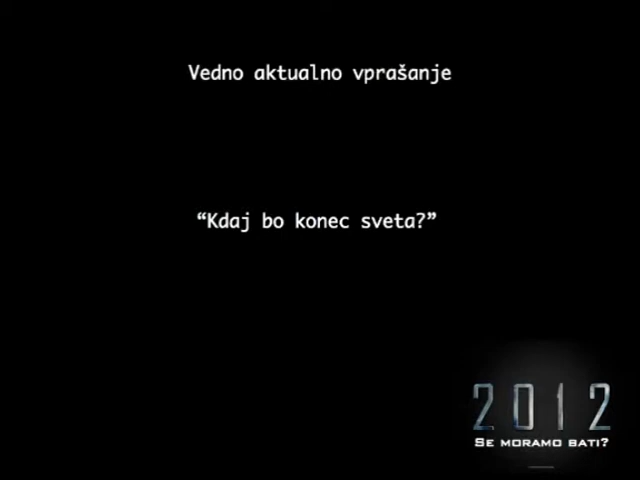 Vedno aktualno vprašanje
“Kdaj bo konec sveta?”
2012
SE MORAMO BATI?